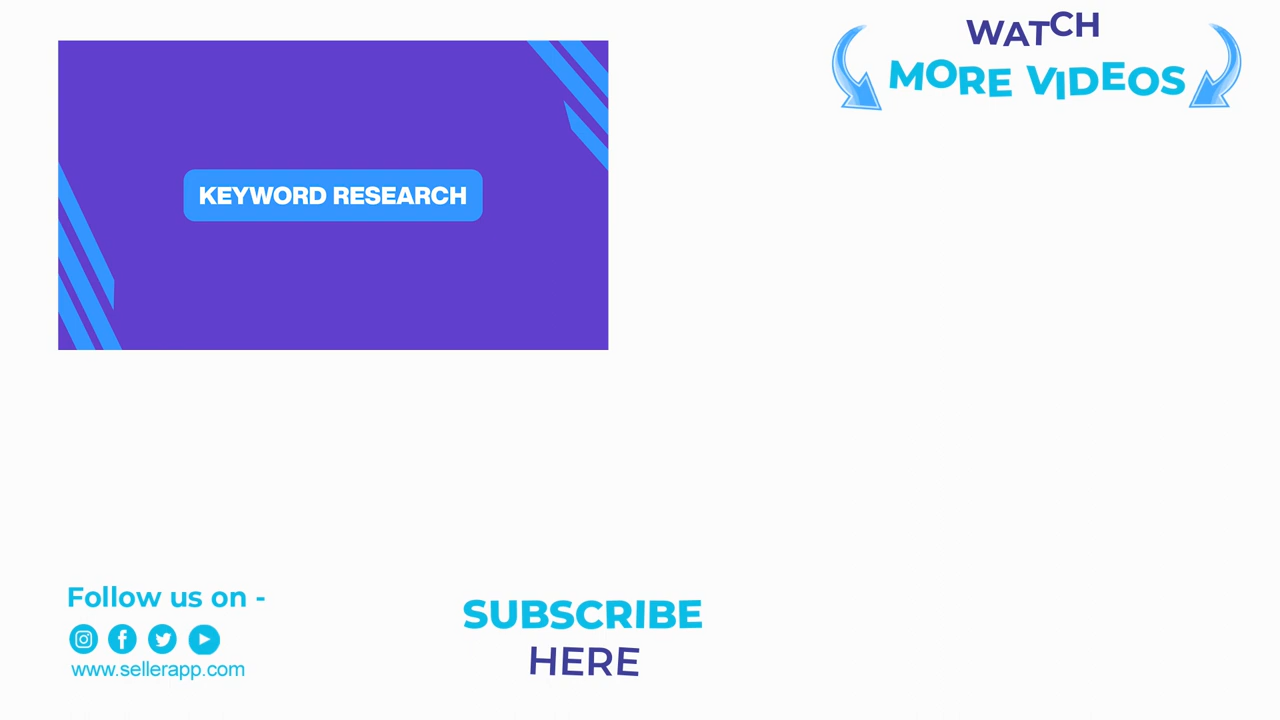 WATCH
MORE VIDEOS
KEYWORD RESEARCH
Follow us on -
www.sellerapp.com
SUBSCRIBE
HERE